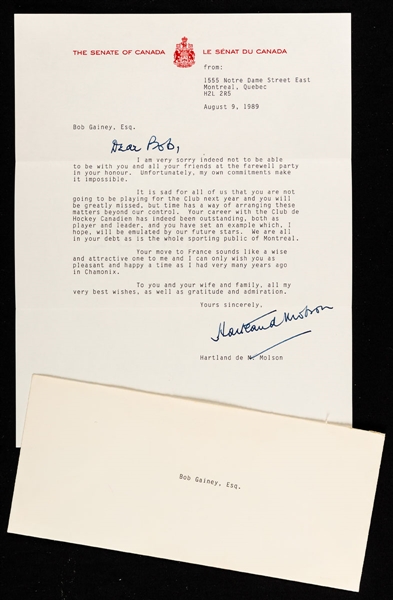 THE SENATE OF CANADA LE SÉNAT DU CANADA
from:
1555 Notre Dame Street East
Montreal, Quebec
H2L 2R5
August 9, 1989
Bob Gainey, Esq.
Dear Bob,
I am very sorry indeed not to be able
to be with you and all your friends at the farewell party
in your honour. Unfortunately, my own commitments make
it impossible.
It is sad for all of us that you are not
going to be playing for the Club next year and you will
be greatly missed, but time has a way of arranging these
matters beyond our control. Your career with the Club de
Hockey Canadien has indeed been outstanding, both as
player and leader, and you have set an example which, I
hope, will be emulated by our future stars. We are all
in your debt as is the whole sporting public of Montreal.
Your move to France sounds like a wise
and attractive one to me and I can only wish you as
pleasant and happy a time as I had very many years ago
in Chamonix.
To you and your wife and family, all my
very best wishes, as well as gratitude and admiration.
Yours sincerely,
Hartland Molson
Hartland de M. Molson
Bob Gainey, Esq.